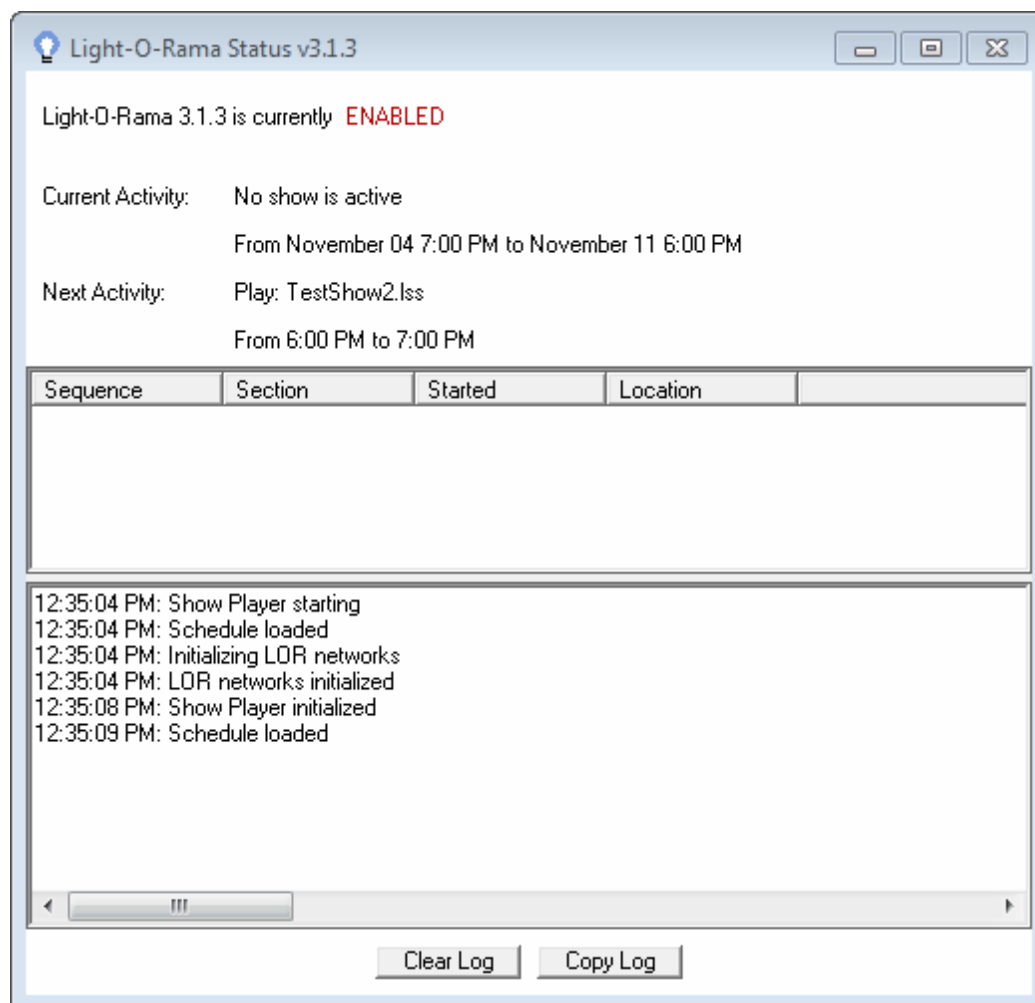 Light-O-Rama Status v3.1.3
Light-O-Rama 3.1.3 is currently ENABLED
Current Activity: No show is active
From November 04 7:00 PM to November 11 6:00 PM
Next Activity: Play: TestShow2.lss
From 6:00 PM to 7:00 PM
Sequence Section Started Location
12:35:04 PM: Show Player starting
12:35:04 PM: Schedule loaded
12:35:04 PM: Initializing LOR networks
12:35:04 PM: LOR networks initialized
12:35:08 PM: Show Player initialized
12:35:09 PM: Schedule loaded
Clear Log Copy Log